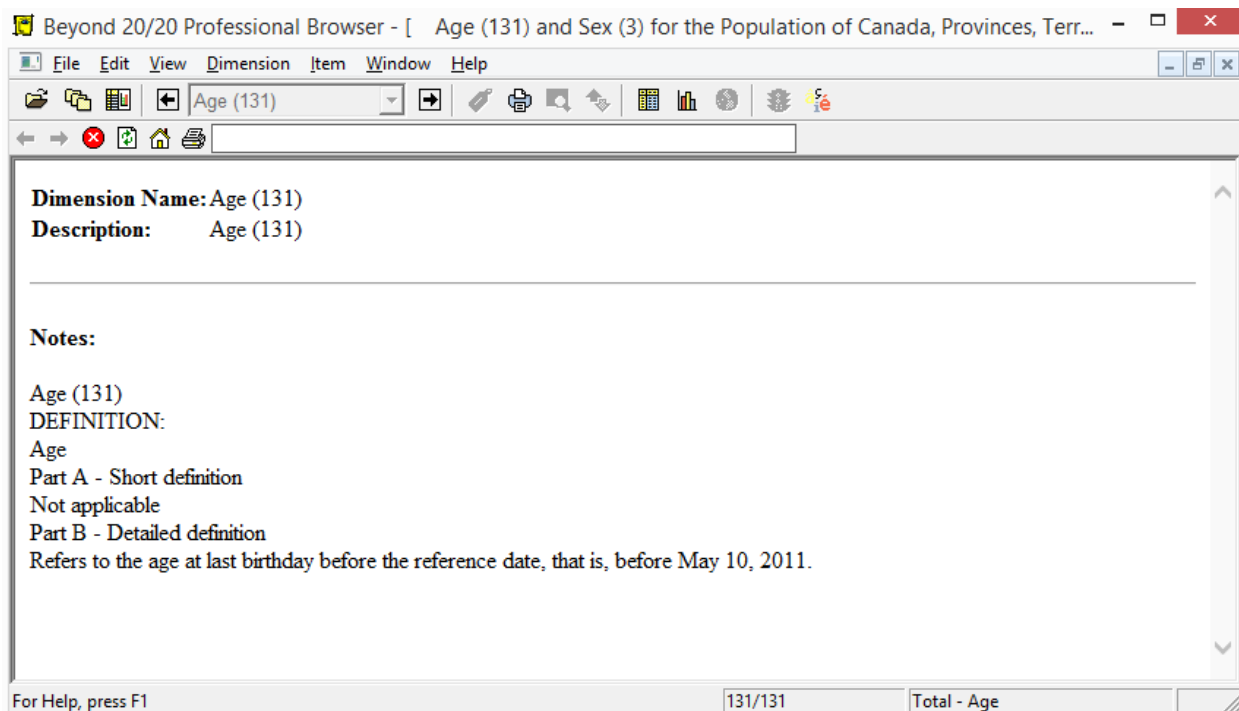 Beyond 20/20 Professional Browser - [ Age (131) and Sex (3) for the Population of Canada, Provinces, Terr...
File Edit View Dimension Item Window Help
Age (131)
Dimension Name: Age (131)
Description: Age (131)
Notes:
Age (131)
DEFINITION:
Age
Part A - Short definition
Not applicable
Part B - Detailed definition
Refers to the age at last birthday before the reference date, that is, before May 10, 2011.
For Help, press F1 131/131 Total - Age